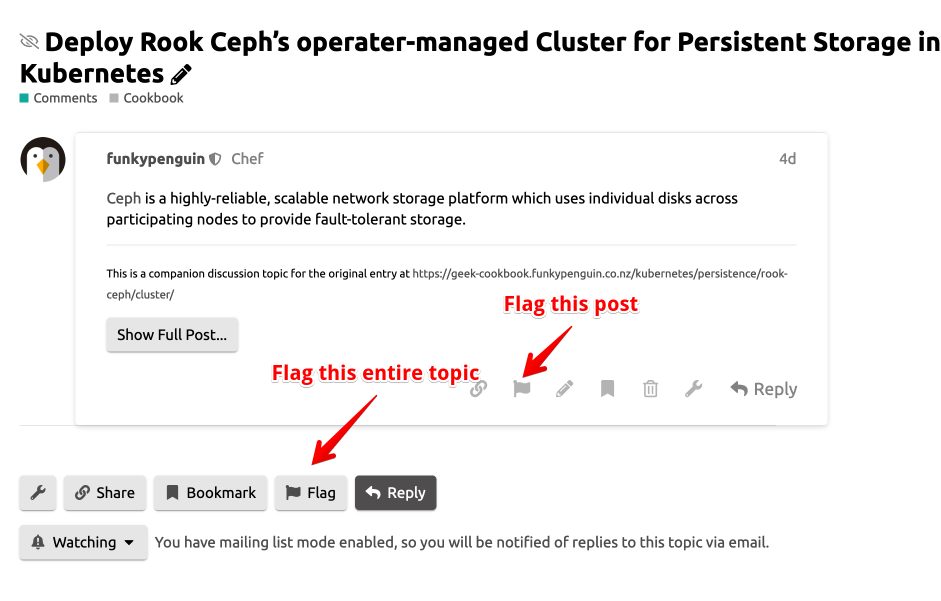 Deploy Rook Ceph’s operater-managed Cluster for Persistent Storage in
Kubernetes
Comments Cookbook
funkypenguin Chef 4d
Ceph is a highly-reliable, scalable network storage platform which uses individual disks across
participating nodes to provide fault-tolerant storage.
This is a companion discussion topic for the original entry at https://geek-cookbook.funkypenguin.co.nz/kubernetes/persistence/rook-
ceph/cluster/
Flag this post
Show Full Post...
Flag this entire topic
Reply
Share Bookmark Flag Reply
Watching You have mailing list mode enabled, so you will be notified of replies to this topic via email.